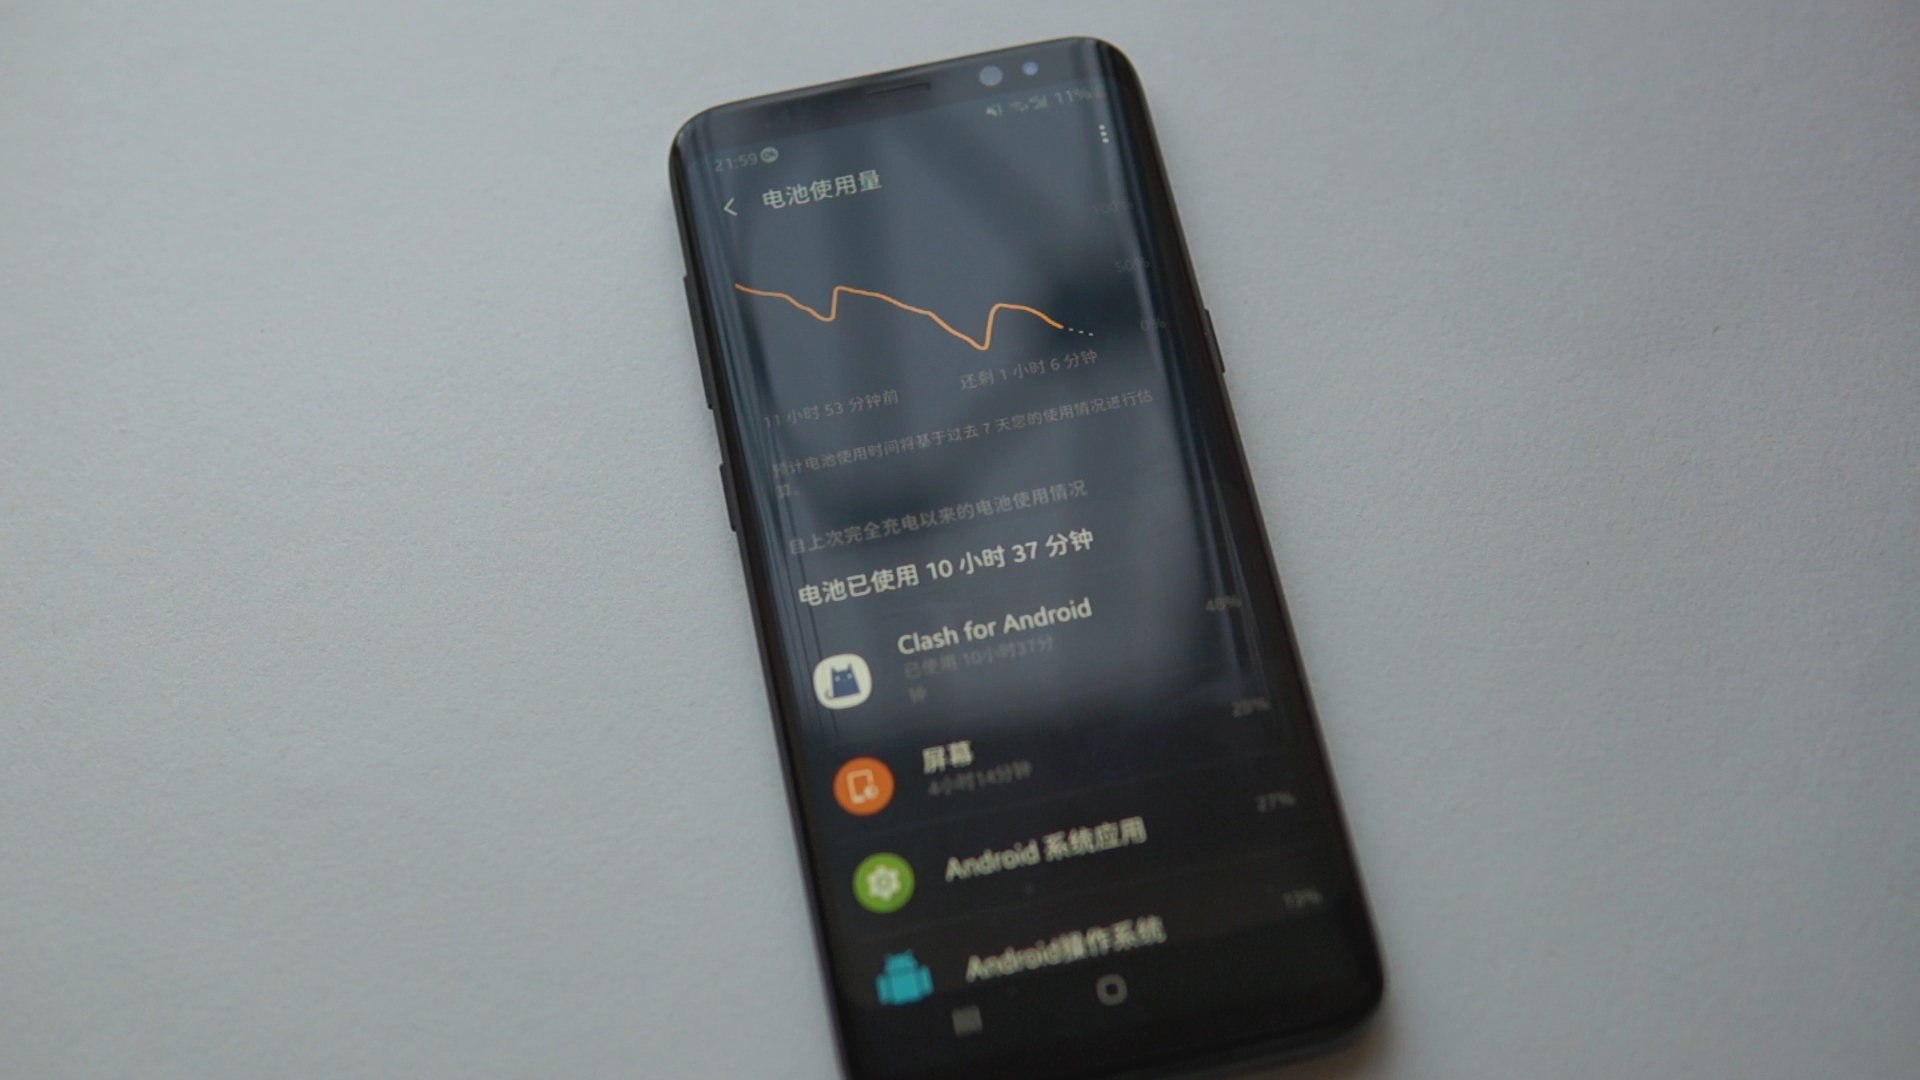 21:59
11%
电池使用量
100%
50%
0%
11 小时 53 分钟前
还剩 1 小时 6 分钟
预计电池使用时间将基于过去 7 天您的使用情况进行估
算。
自上次完全充电以来的电池使用情况
电池已使用 10 小时 37 分钟
Clash for Android
48%
已使用 10小时37分
钟
屏幕
4小时14分钟
Android 系统应用
27%
Android操作系统